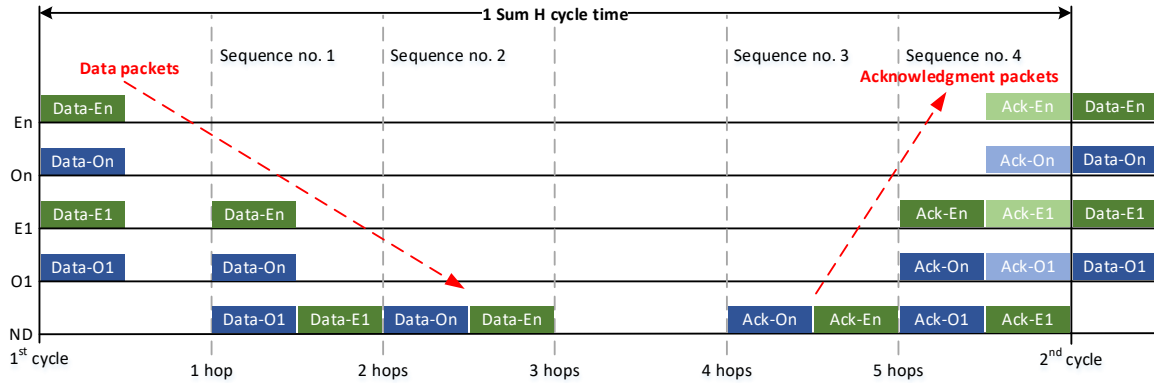 1 Sum H cycle time
Sequence no. 1
Sequence no. 2
Sequence no. 3
Sequence no. 4
Data packets
Acknowledgment packets
En
Data-En
Ack-En
Data-En
On
Data-On
Ack-On
Data-On
E1
Data-E1
Data-En
Ack-En
Ack-E1
Data-E1
O1
Data-O1
Data-On
Ack-On
Ack-O1
Data-O1
ND
Data-O1
Data-E1
Data-On
Data-En
Ack-On
Ack-En
Ack-O1
Ack-E1
1st cycle
1 hop
2 hops
3 hops
4 hops
5 hops
2nd cycle